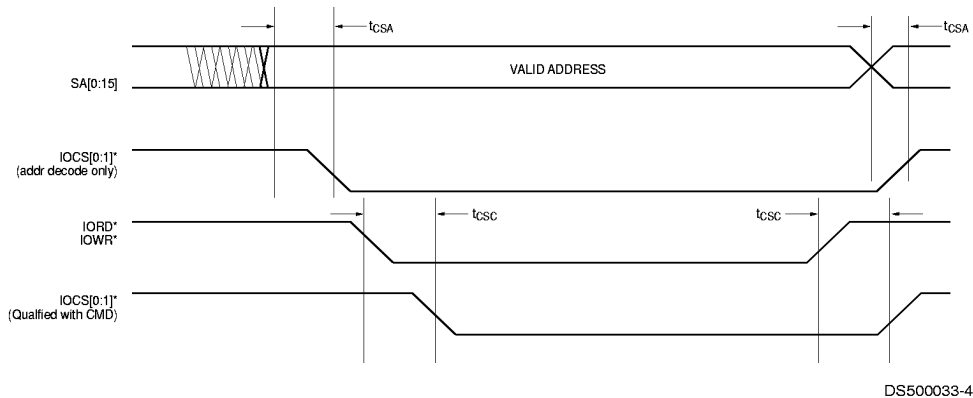 tCSA
tCSA
VALID ADDRESS
SA[0:15]
IOCS[0:1]*
(addr decode only)
tCSC
tCSC
IORD*
IOWR*
IOCS[0:1]*
(Qualfied with CMD)
DS500033-4